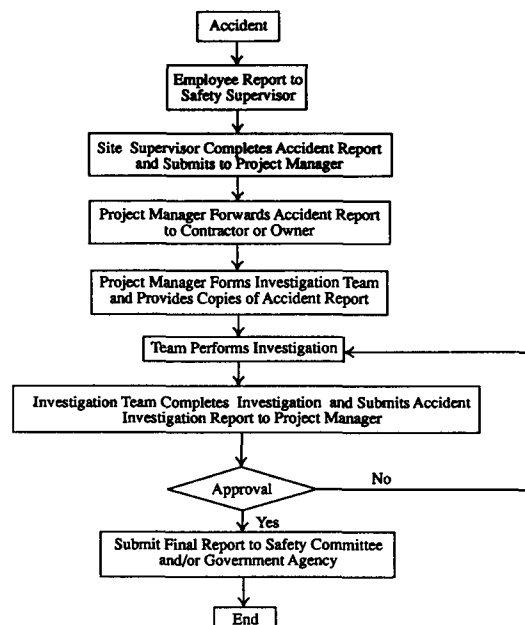 Accident
Employee Report to
Safety Supervisor
Site Supervisor Completes Accident Report
and Submits to Project Manager
Project Manager Forwards Accident Report
to Contractor or Owner
Project Manager Forms Investigation Team
and Provides Copies of Accident Report
Team Performs Investigation
Investigation Team Completes Investigation and Submits Accident
Investigation Report to Project Manager
Approval
No
Yes
Submit Final Report to Safety Committee
and/or Government Agency
End